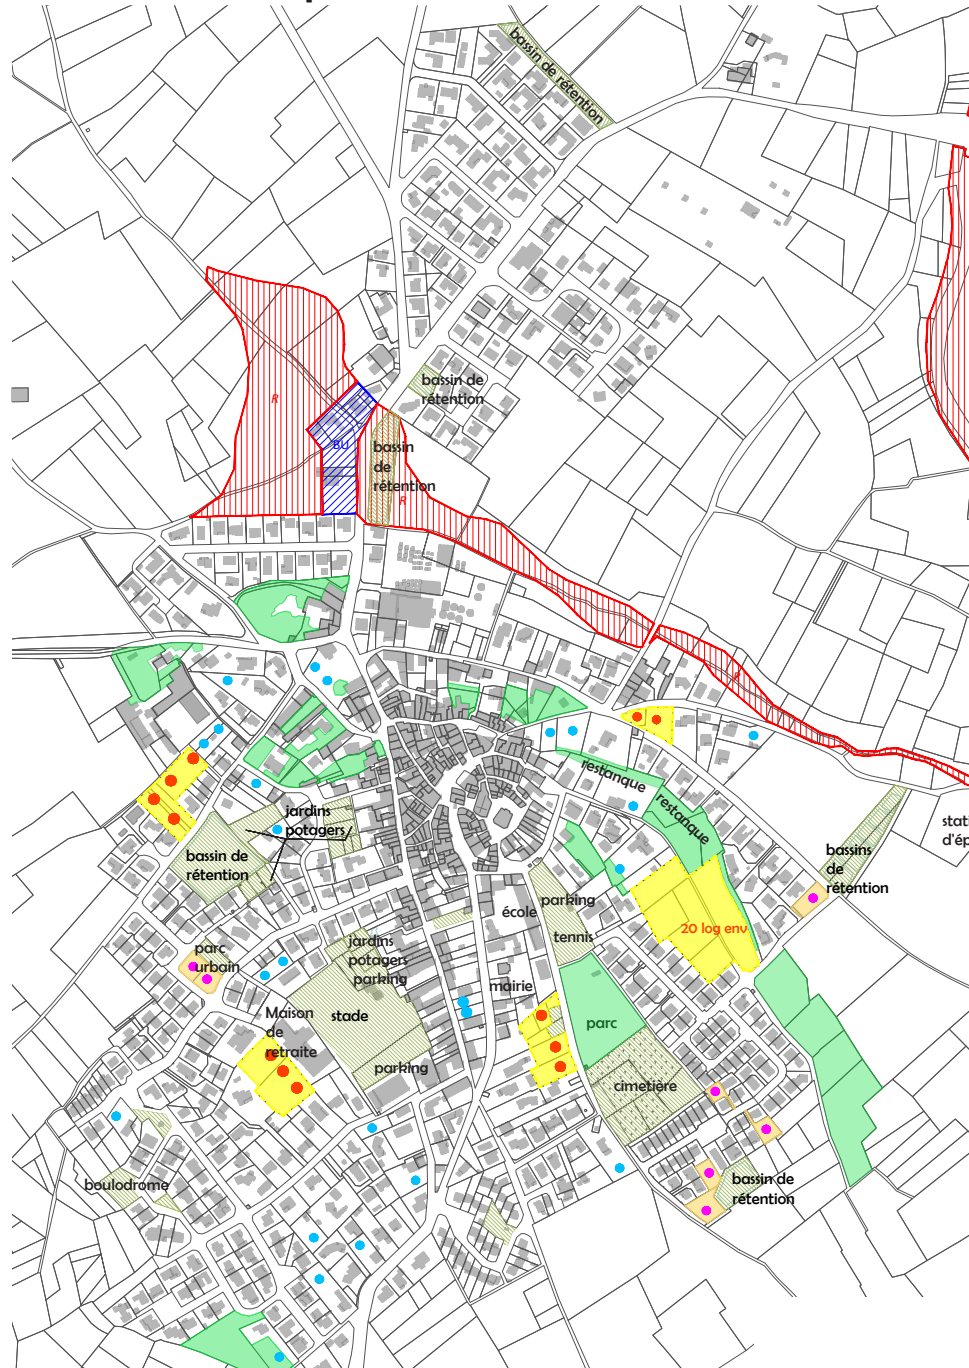 bassin de rétention
bassin de
rétention
R
BU
bassin
de
rétention
R
R
restanque
restanque
jardins
potagers
bassin de
rétention
stati
d'ép
bassins
de
rétention
école
parking
tennis
20 log env
parc
urbain
jardins
potagers
parking
mairie
stade
Maison
de
retraite
parc
parking
cimetière
boulodrome
bassin de
rétention